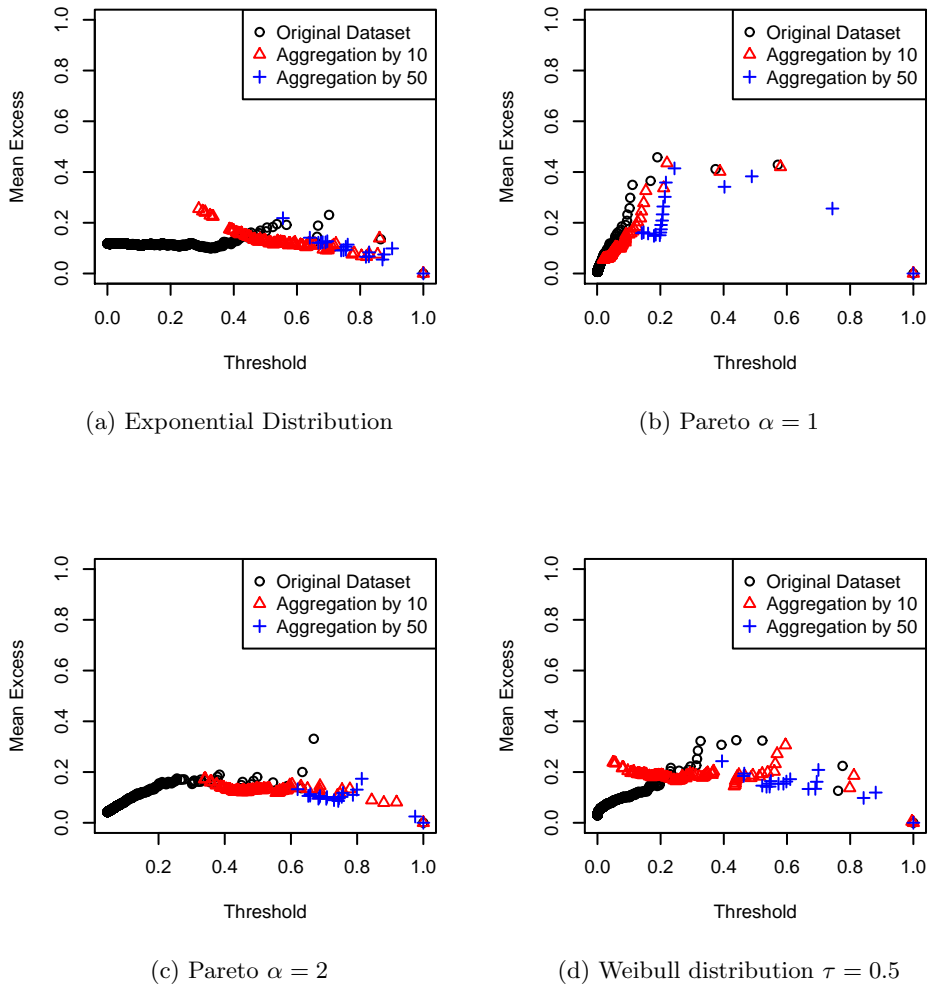 Original Dataset
Aggregation by 10
Aggregation by 50
Mean Excess
0.0 0.2 0.4 0.6 0.8 1.0
0.0 0.2 0.4 0.6 0.8 1.0
Threshold
(a) Exponential Distribution
Original Dataset
Aggregation by 10
Aggregation by 50
Mean Excess
0.0 0.2 0.4 0.6 0.8 1.0
0.0 0.2 0.4 0.6 0.8 1.0
Threshold
(b) Pareto α = 1
Original Dataset
Aggregation by 10
Aggregation by 50
Mean Excess
0.0 0.2 0.4 0.6 0.8 1.0
0.2 0.4 0.6 0.8 1.0
Threshold
(c) Pareto α = 2
Original Dataset
Aggregation by 10
Aggregation by 50
Mean Excess
0.0 0.2 0.4 0.6 0.8 1.0
0.0 0.2 0.4 0.6 0.8 1.0
Threshold
(d) Weibull distribution τ = 0.5